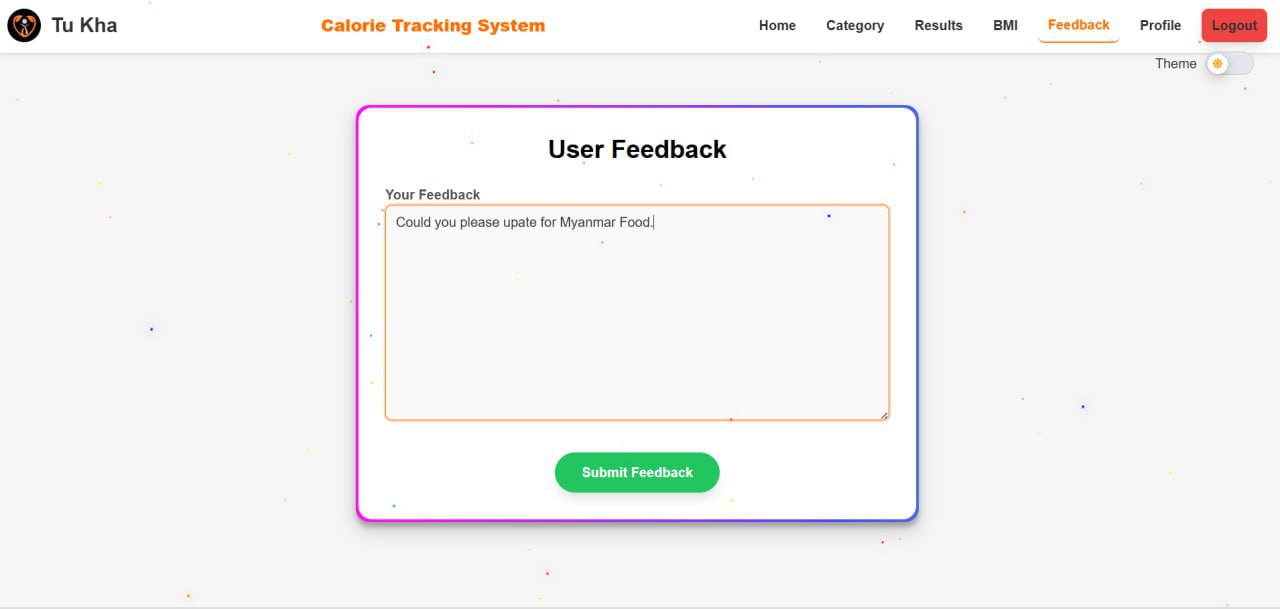 Tu Kha
Calorie Tracking System
Home
Category
Results
BMI
Feedback
Profile
Logout
Theme
User Feedback
Your Feedback
Could you please upate for Myanmar Food.
Submit Feedback